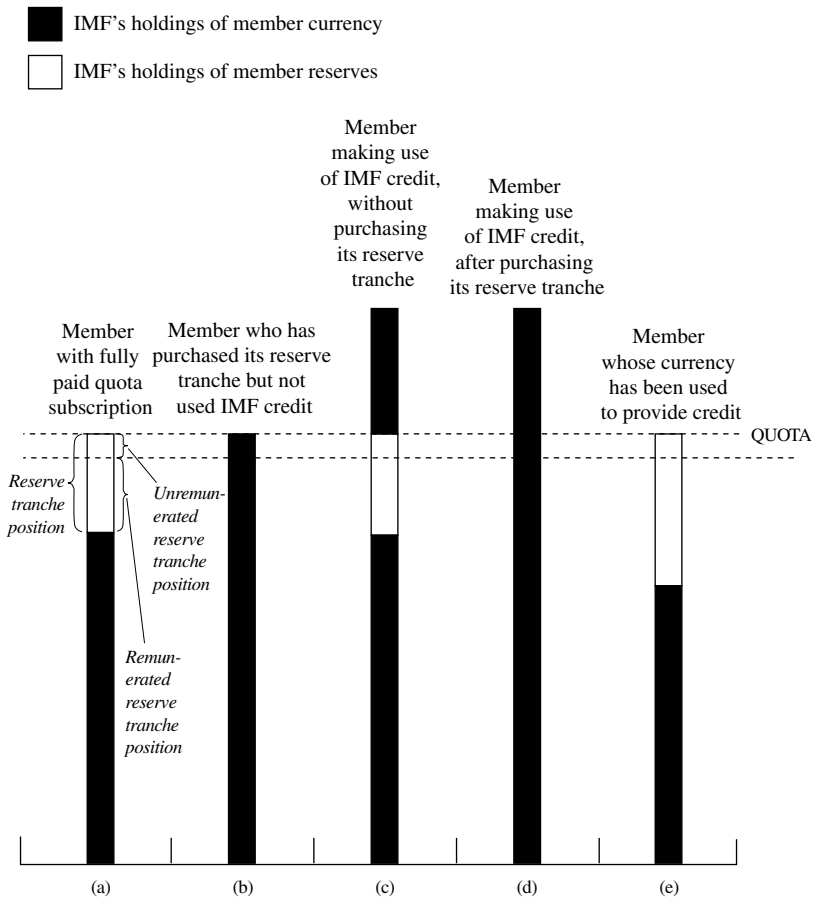 IMF's holdings of member currency
IMF's holdings of member reserves
Member
with fully
paid quota
subscription
Member who has
purchased its reserve
tranche but not
used IMF credit
Member
making use
of IMF credit,
without
purchasing
its reserve
tranche
Member
making use
of IMF credit,
after purchasing
its reserve tranche
Member
whose currency
has been used
to provide credit
QUOTA
Reserve
tranche
position
Unremun-
erated
reserve
tranche
position
Remun-
erated
reserve
tranche
position
(a)
(b)
(c)
(d)
(e)